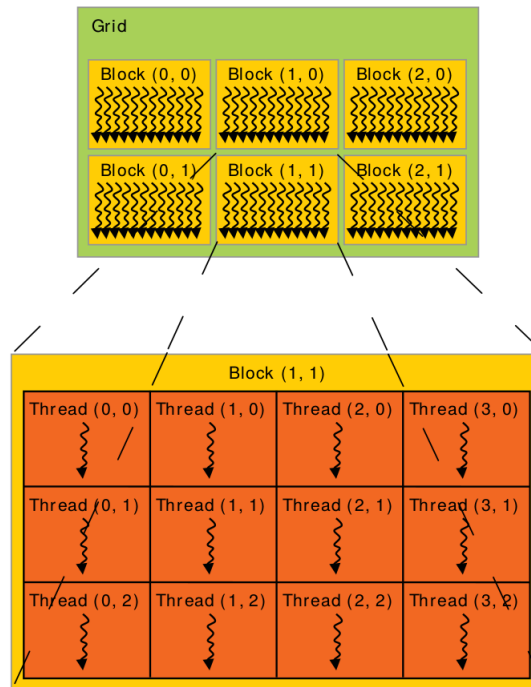 Grid
Block (0, 0) Block (1, 0) Block (2, 0)
Block (0, 1) Block (1, 1) Block (2, 1)
Block (1, 1)
Thread (0, 0) Thread (1, 0) Thread (2, 0) Thread (3, 0)
Thread (0, 1) Thread (1, 1) Thread (2, 1) Thread (3, 1)
Thread (0, 2) Thread (1, 2) Thread (2, 2) Thread (3, 2)